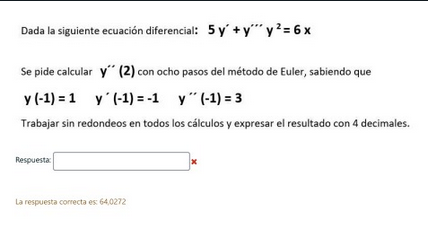 Dada la siguiente ecuación diferencial: 5 y´ + y´´´ y ² = 6 x
Se pide calcular y´´ (2) con ocho pasos del método de Euler, sabiendo que
y (-1) = 1 y ´ (-1) = -1 y ´´ (-1) = 3
Trabajar sin redondeos en todos los cálculos y expresar el resultado con 4 decimales.
Respuesta:
La respuesta correcta es: 64,0272